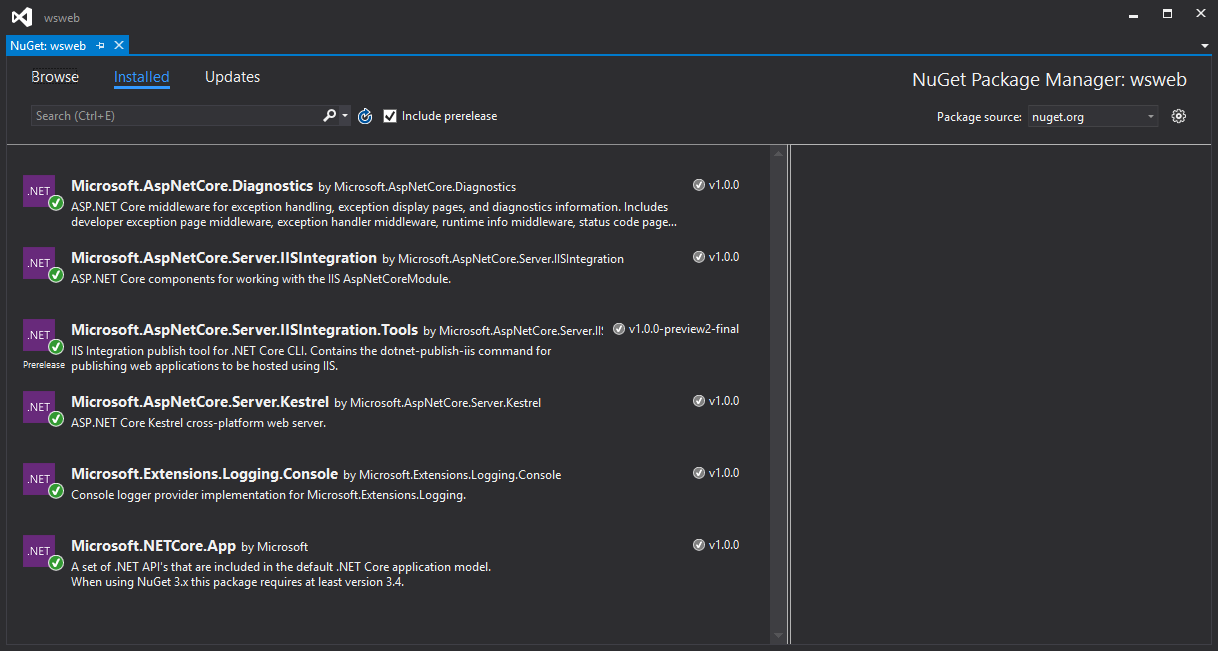 wsweb
NuGet: wsweb
Browse Installed Updates
NuGet Package Manager: wsweb
Search (Ctrl+E)
Include prerelease
Package source: nuget.org
.NET
Microsoft.AspNetCore.Diagnostics by Microsoft.AspNetCore.Diagnostics
v1.0.0
ASP.NET Core middleware for exception handling, exception display pages, and diagnostics information. Includes
developer exception page middleware, exception handler middleware, runtime info middleware, status code page...
.NET
Microsoft.AspNetCore.Server.IISIntegration by Microsoft.AspNetCore.Server.IISIntegration
v1.0.0
ASP.NET Core components for working with the IIS AspNetCoreModule.
.NET
Prerelease
Microsoft.AspNetCore.Server.IISIntegration.Tools by Microsoft.AspNetCore.Server.IIS
v1.0.0-preview2-final
IIS Integration publish tool for .NET Core CLI. Contains the dotnet-publish-iis command for
publishing web applications to be hosted using IIS.
.NET
Microsoft.AspNetCore.Server.Kestrel by Microsoft.AspNetCore.Server.Kestrel
v1.0.0
ASP.NET Core Kestrel cross-platform web server.
.NET
Microsoft.Extensions.Logging.Console by Microsoft.Extensions.Logging.Console
v1.0.0
Console logger provider implementation for Microsoft.Extensions.Logging.
.NET
Microsoft.NETCore.App by Microsoft
v1.0.0
A set of .NET API's that are included in the default .NET Core application model.
When using NuGet 3.x this package requires at least version 3.4.